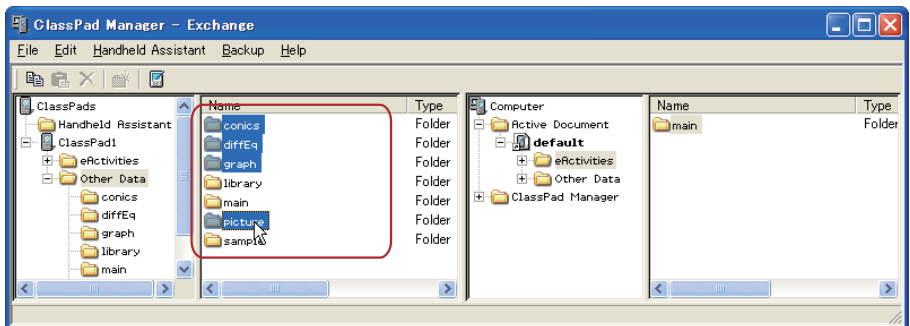 ClassPad Manager - Exchange
File Edit Handheld Assistant Backup Help
ClassPads
Handheld Assistant
ClassPad1
eActivities
Other Data
conics
diffEq
graph
library
main
Name Type
conics Folder
diffEq Folder
graph Folder
library Folder
main Folder
picture Folder
sample Folder
Computer
Active Document
default
eActivities
Other Data
ClassPad Manager
Name Type
main Folder